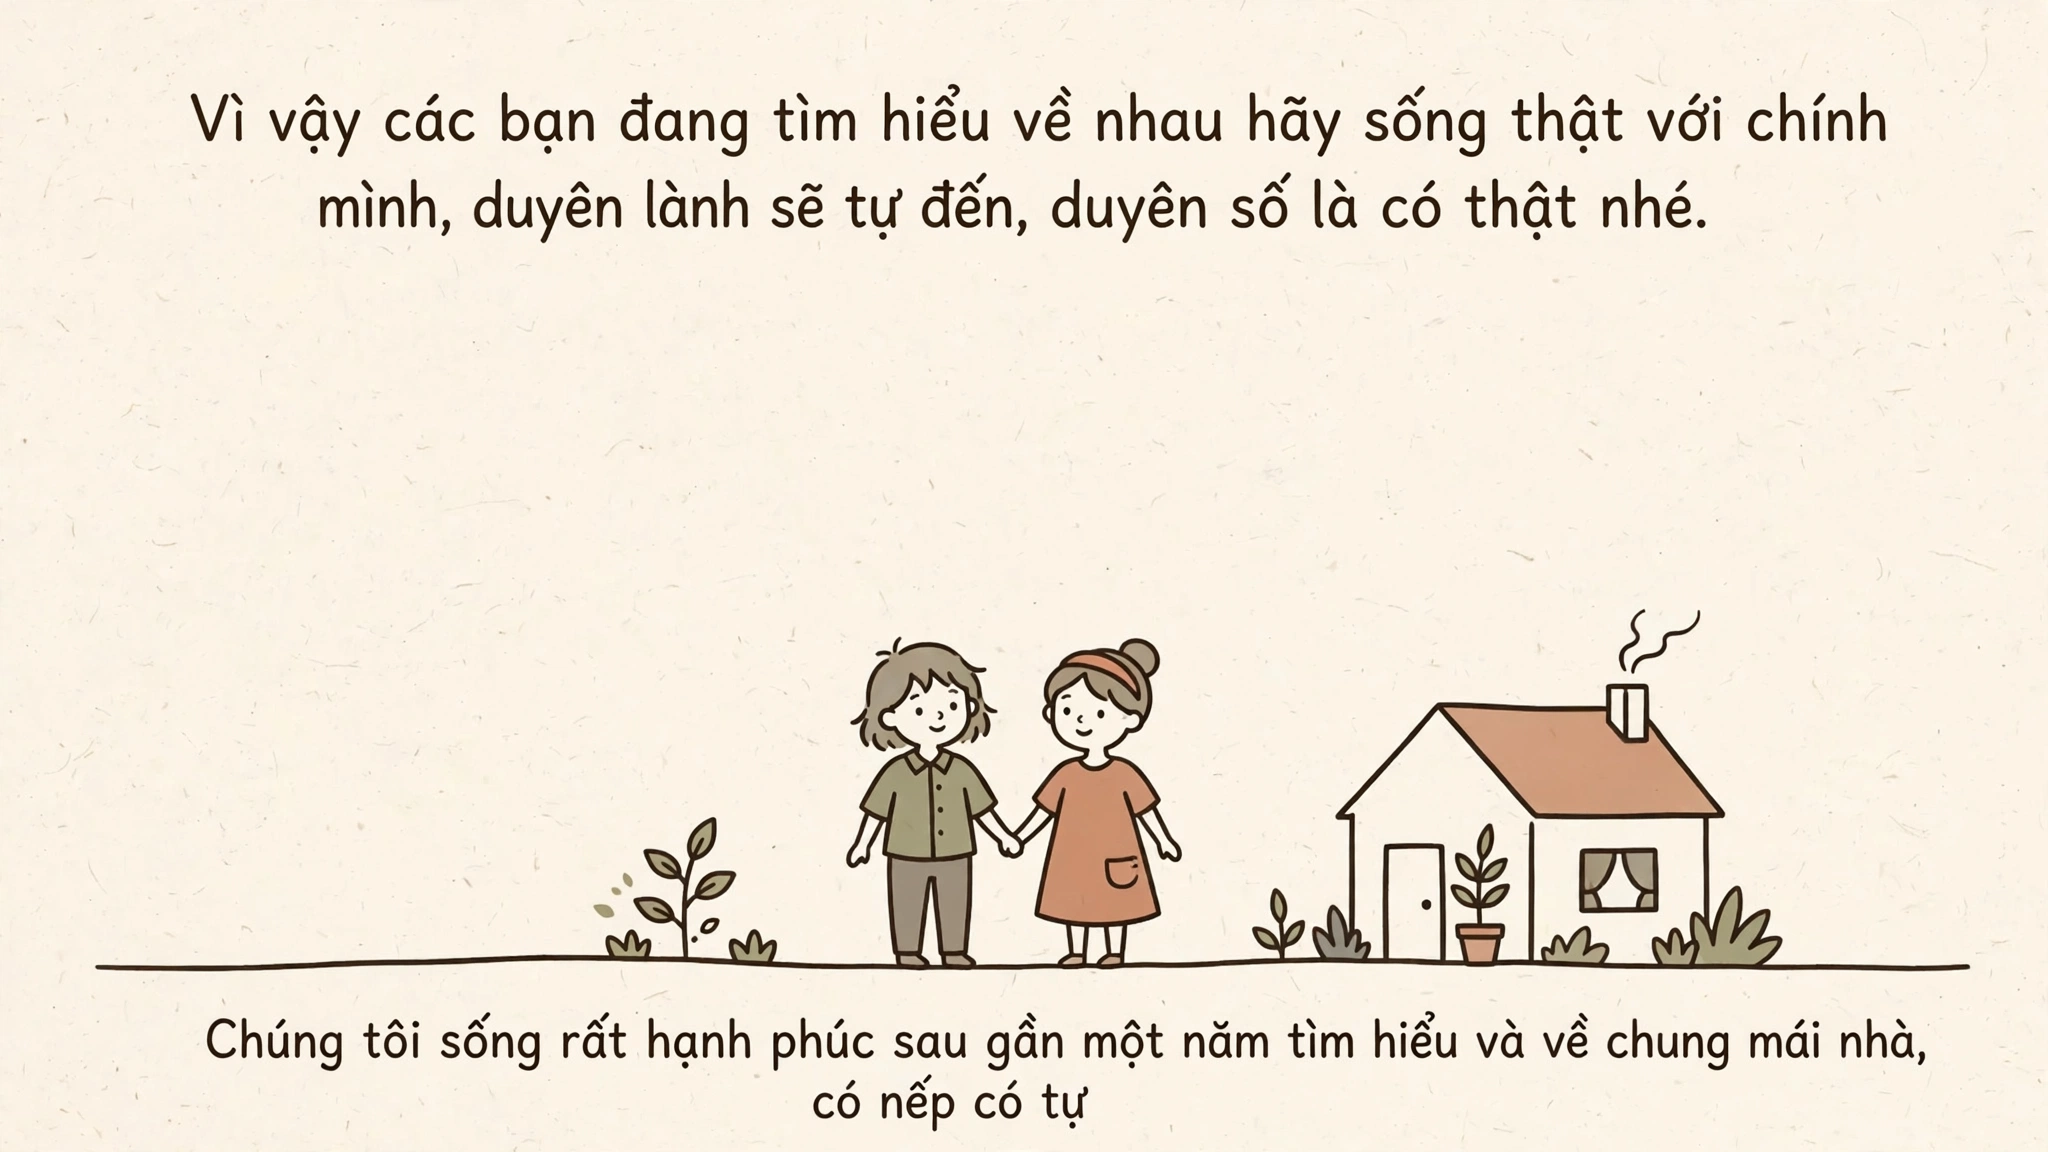 Vì vậy các bạn đang tìm hiểu về nhau hãy sống thật với chính
mình, duyên lành sẽ tự đến, duyên số là có thật nhé.
Chúng tôi sống rất hạnh phúc sau gần một năm tìm hiểu và về chung mái nhà,
có nếp có tự